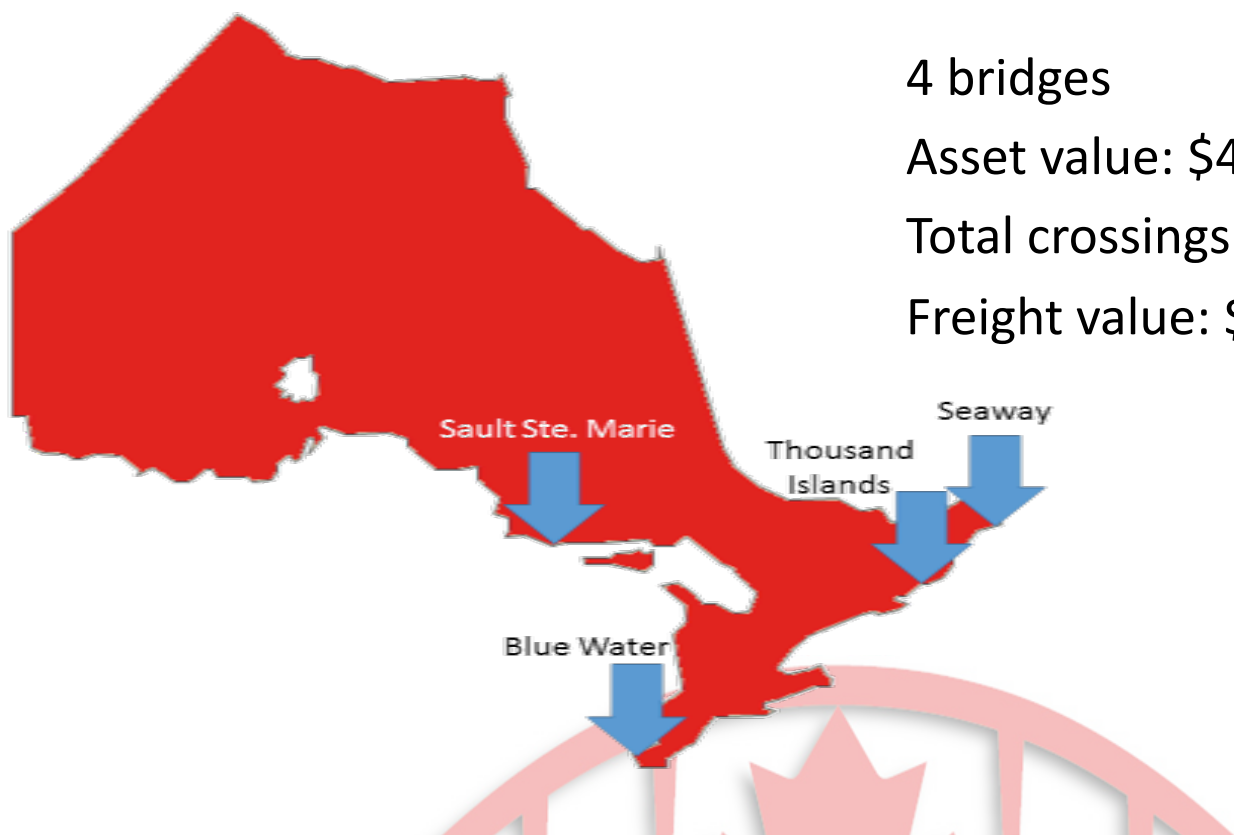 4 bridges
Asset value: $4
Total crossings
Freight value: $
Seaway
Sault Ste. Marie
Thousand
Islands
Blue Water